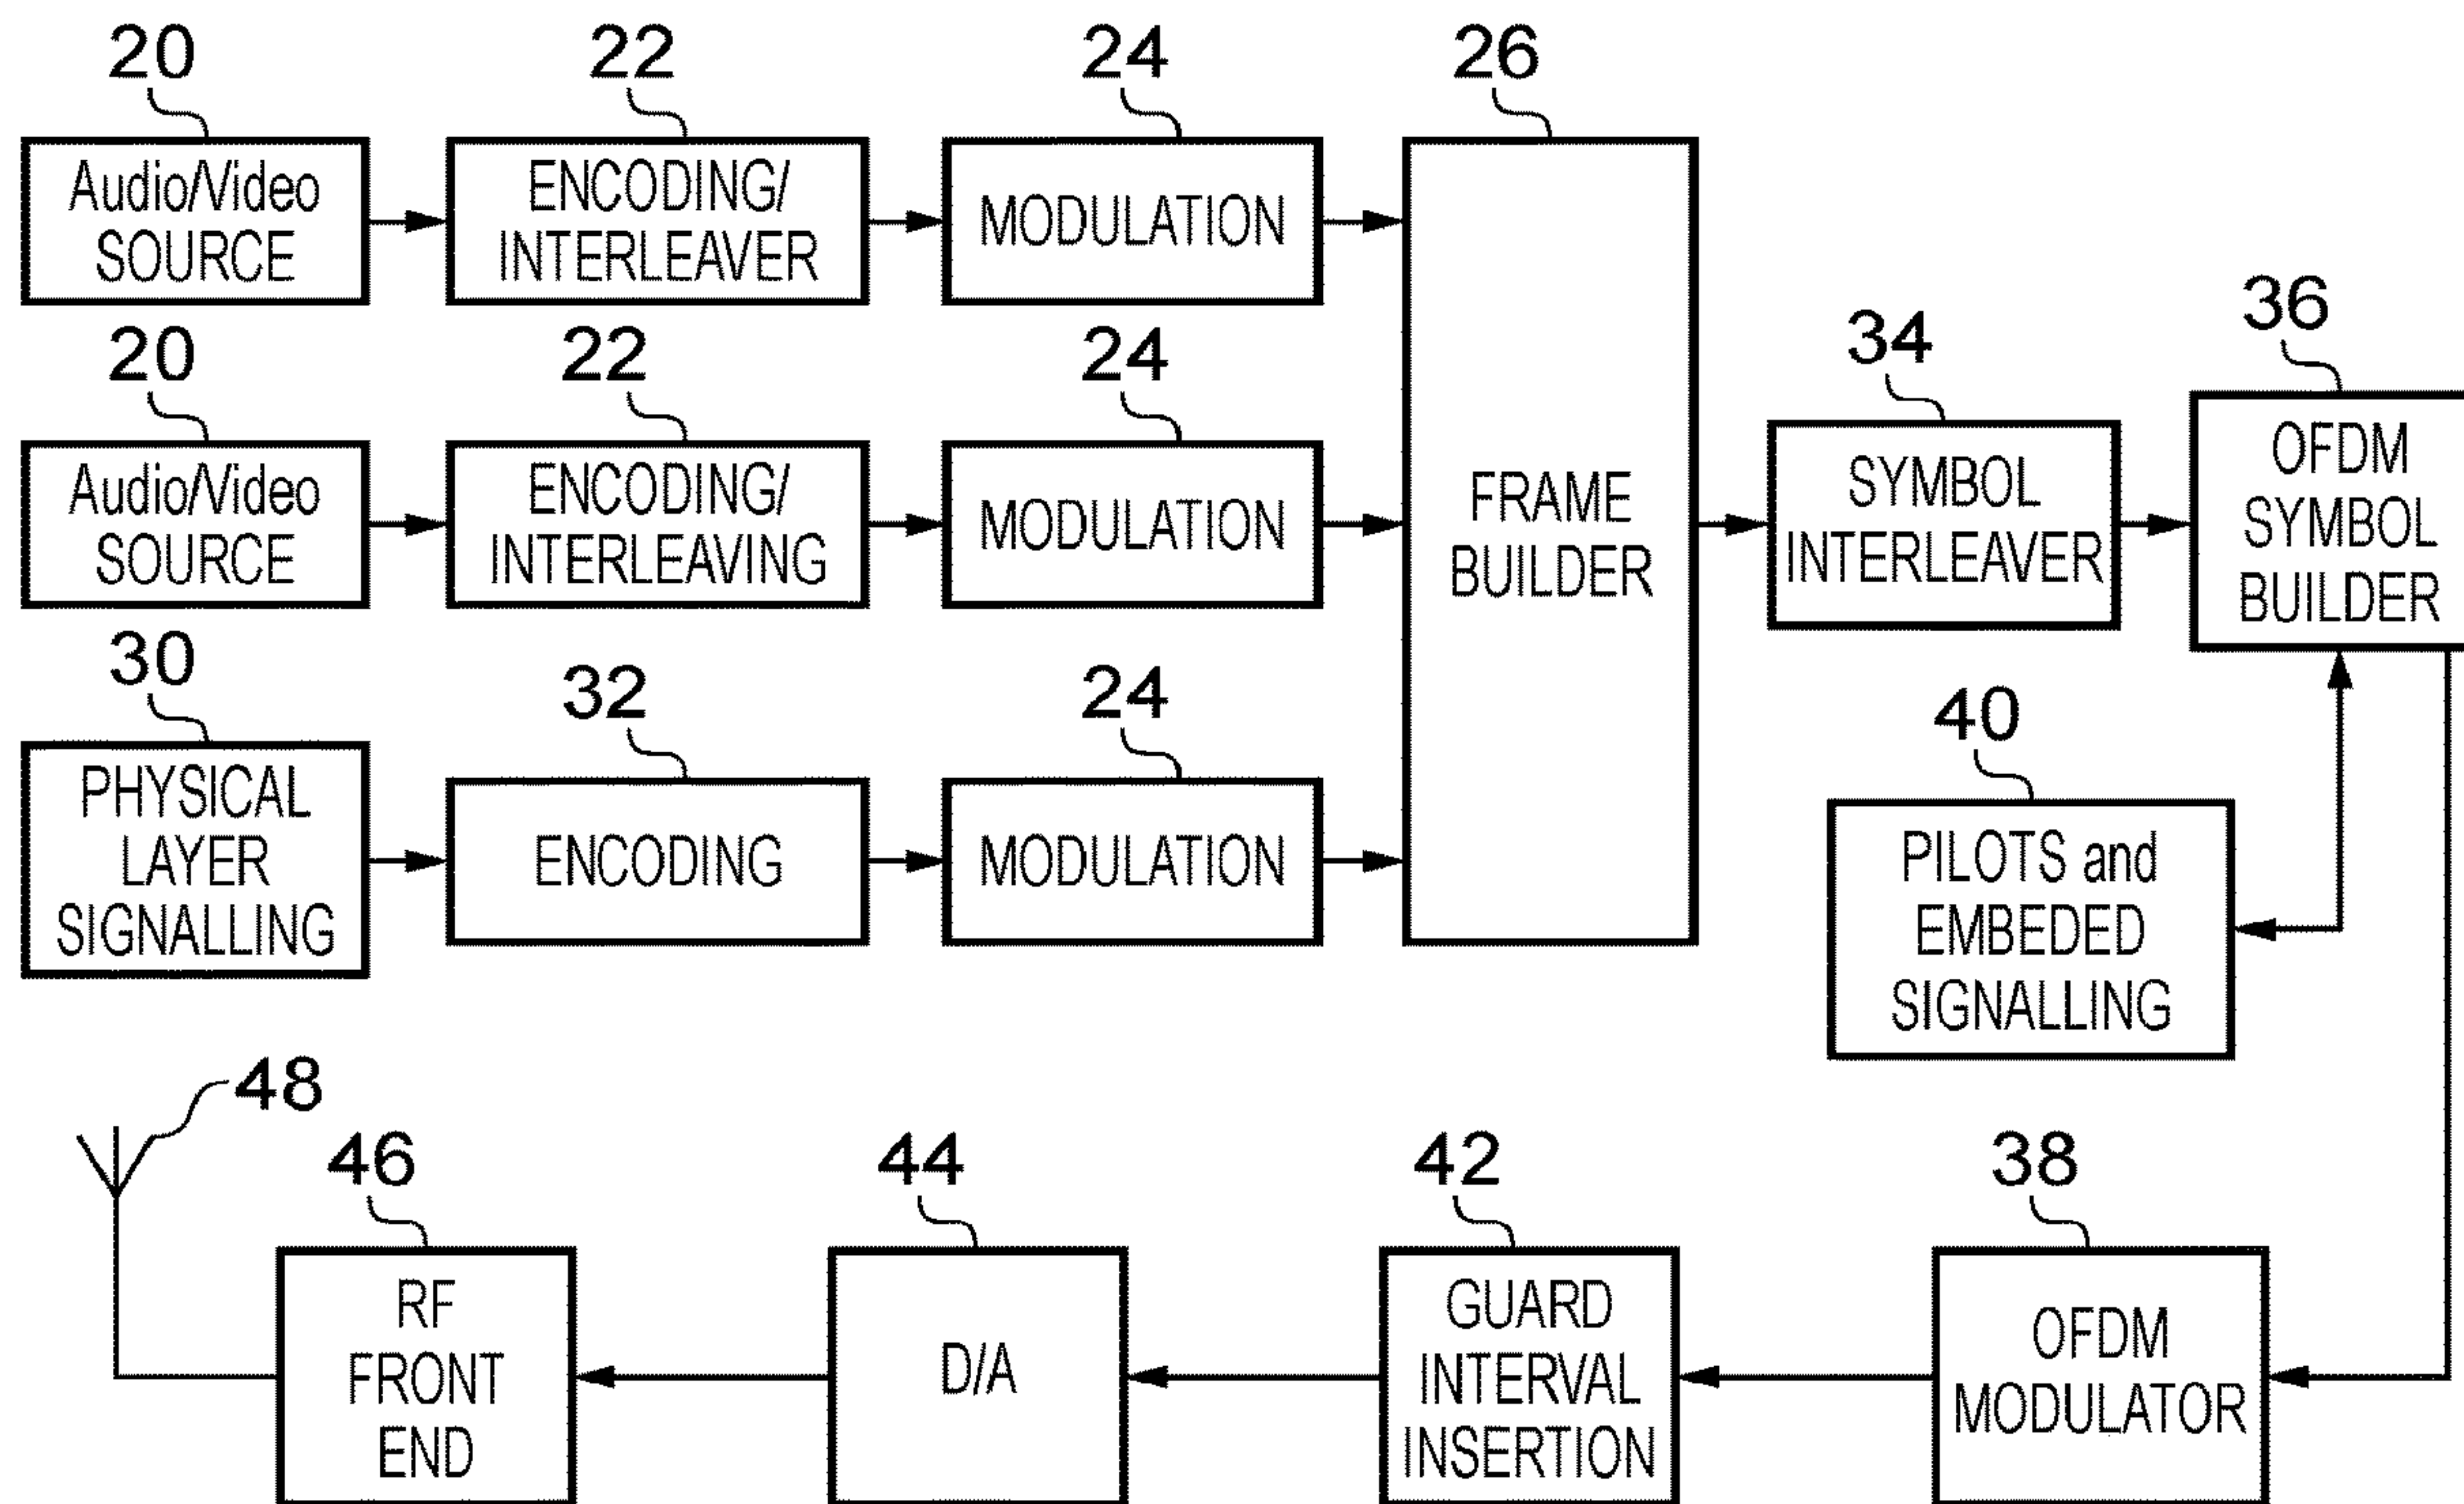 20
22
24
26
Audio/Video
SOURCE
ENCODING/
INTERLEAVER
MODULATION
20
22
24
34
36
Audio/Video
SOURCE
ENCODING/
INTERLEAVING
MODULATION
FRAME
BUILDER
SYMBOL
INTERLEAVER
OFDM
SYMBOL
BUILDER
30
32
24
40
PHYSICAL
LAYER
SIGNALLING
ENCODING
MODULATION
PILOTS and
EMBEDED
SIGNALLING
48
46
44
42
38
RF
FRONT
END
D/A
GUARD
INTERVAL
INSERTION
OFDM
MODULATOR